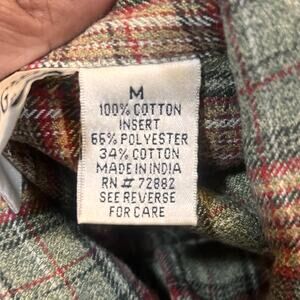 M
100% COTTON
INSERT
66% POLYESTER
34% COTTON
MADE IN INDIA
RN # 72882
SEE REVERSE
FOR CARE